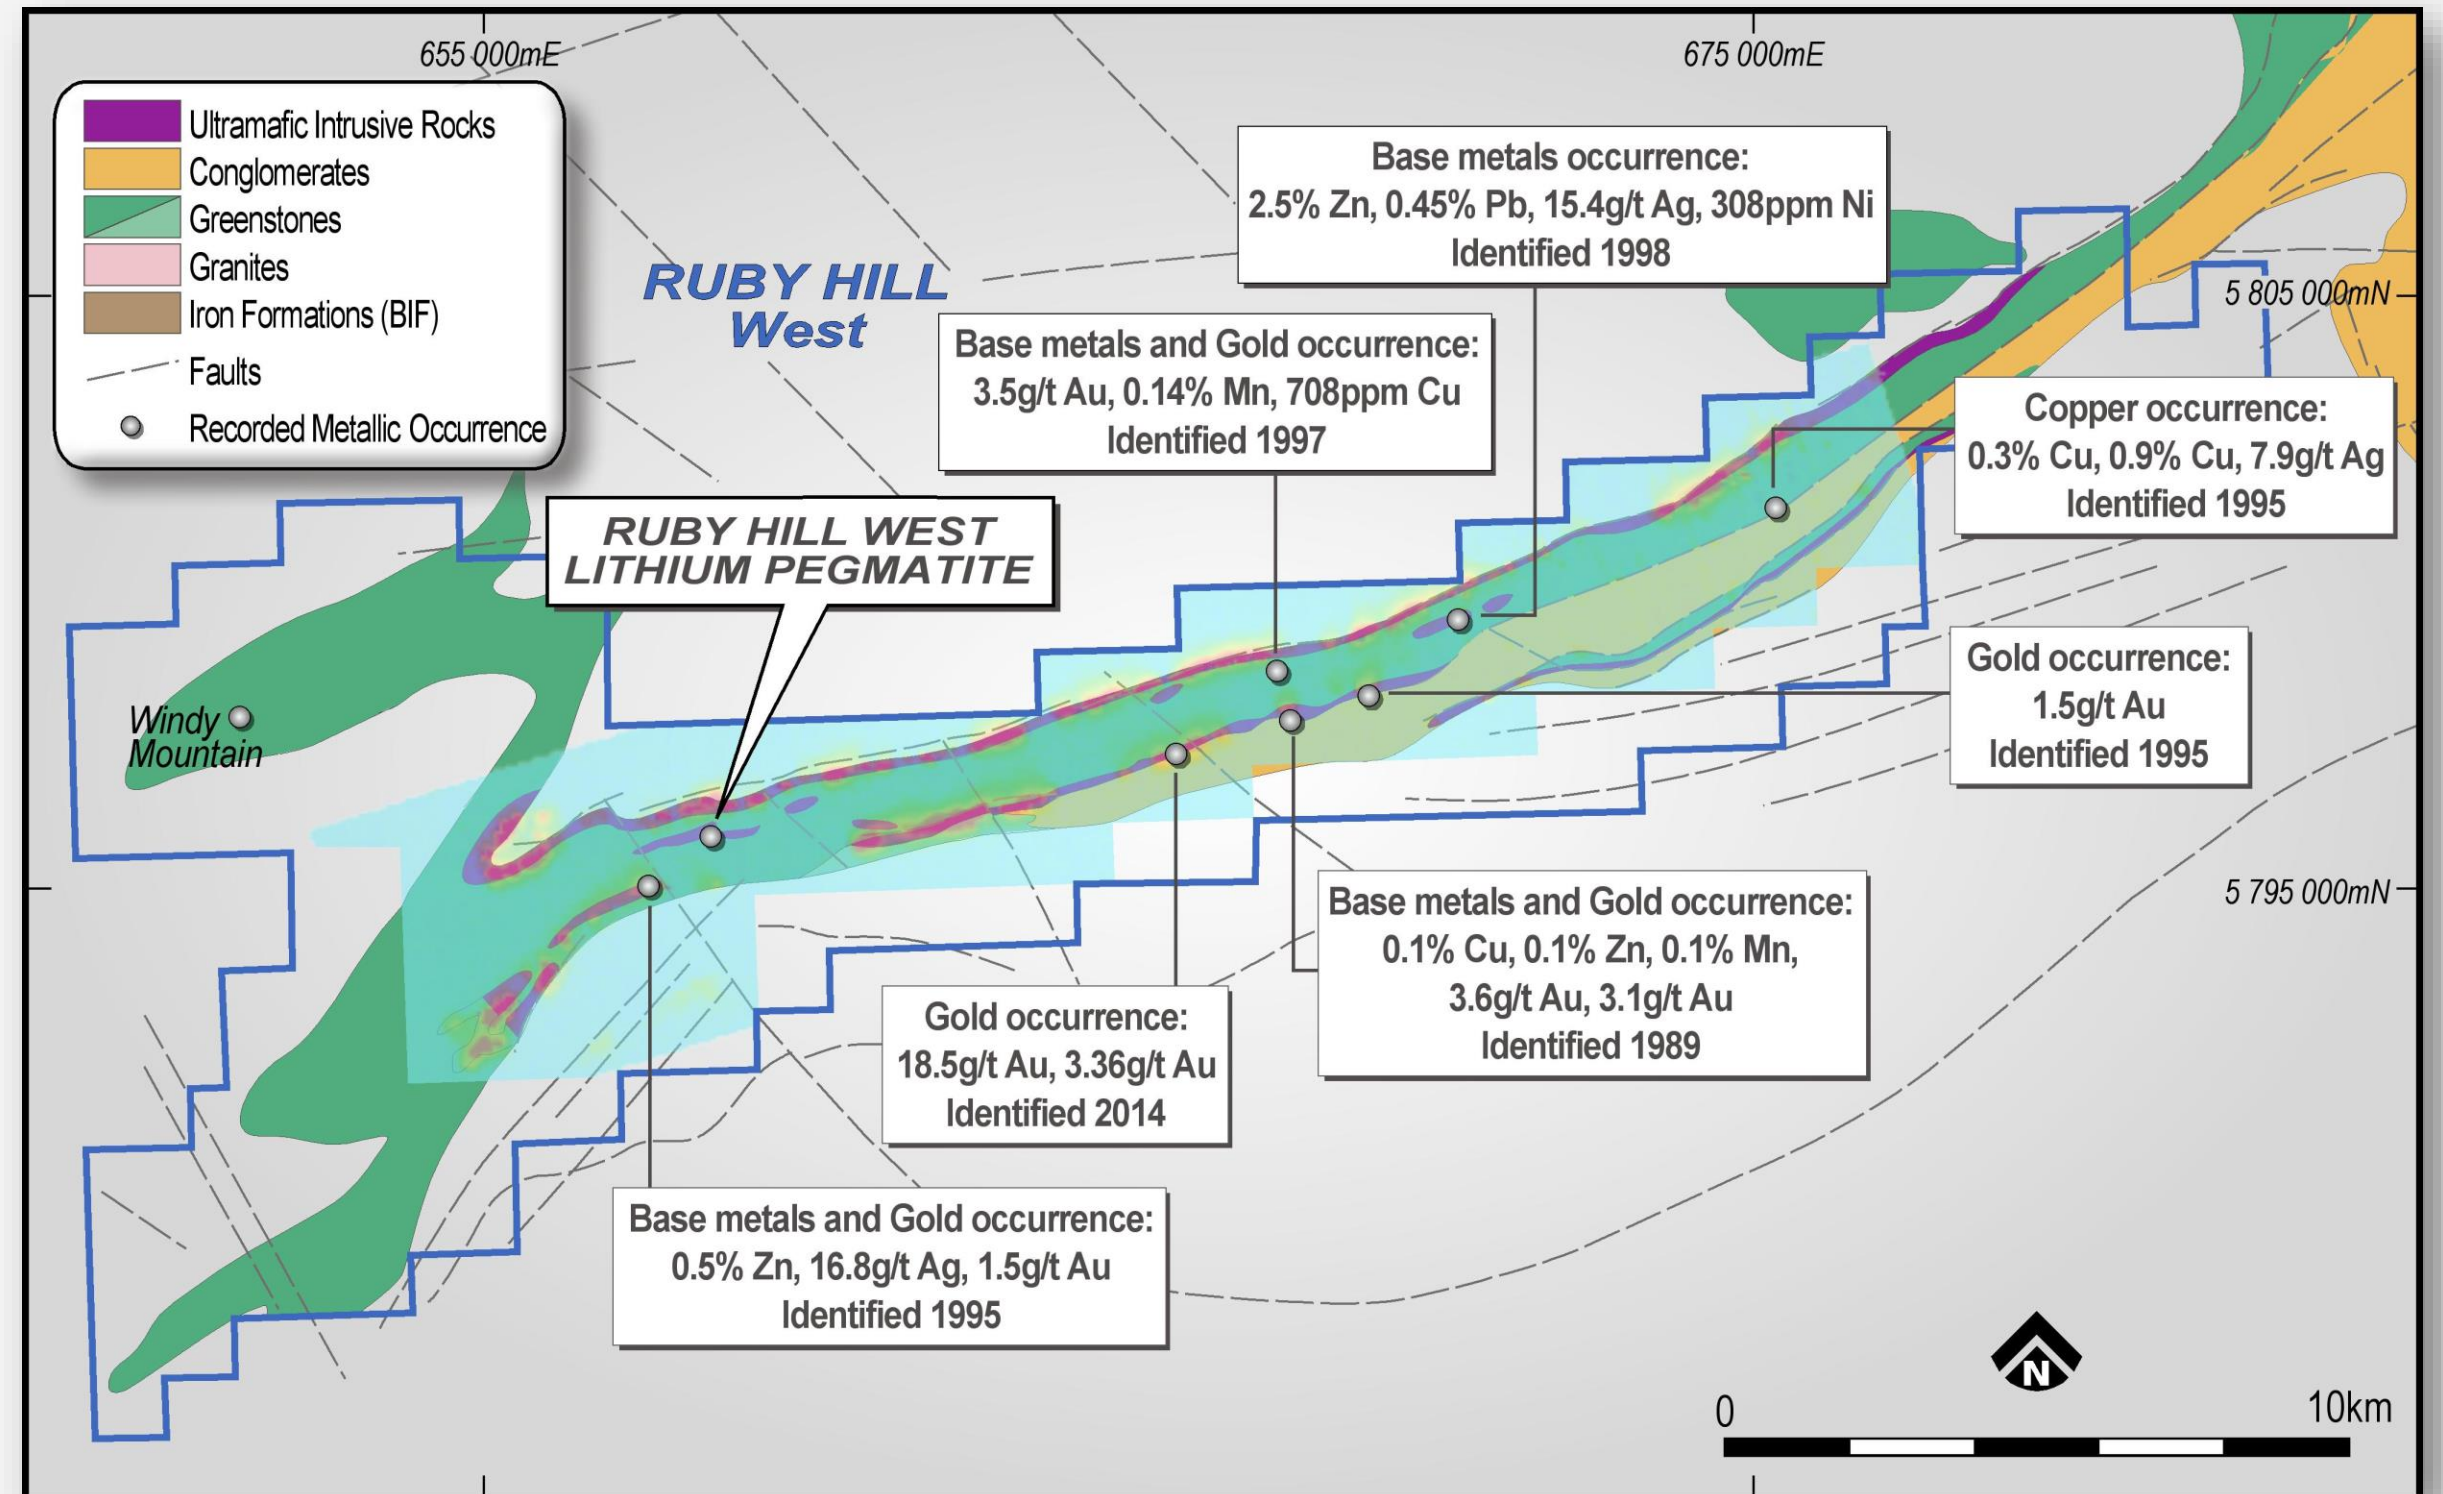 655 000mE
675 000mE
Ultramafic Intrusive Rocks
Conglomerates
Greenstones
Granites
Iron Formations (BIF)
Faults
Recorded Metallic Occurrence
RUBY HILL
West
Base metals occurrence:
2.5% Zn, 0.45% Pb, 15.4g/t Ag, 308ppm Ni
Identified 1998
5 805 000mN
Base metals and Gold occurrence:
3.5g/t Au, 0.14% Mn, 708ppm Cu
Identified 1997
Copper occurrence:
0.3% Cu, 0.9% Cu, 7.9g/t Ag
Identified 1995
RUBY HILL WEST
LITHIUM PEGMATITE
Gold occurrence:
1.5g/t Au
Identified 1995
Windy
Mountain
5 795 000mN
Base metals and Gold occurrence:
0.1% Cu, 0.1% Zn, 0.1% Mn,
3.6g/t Au, 3.1g/t Au
Identified 1989
Gold occurrence:
18.5g/t Au, 3.36g/t Au
Identified 2014
Base metals and Gold occurrence:
0.5% Zn, 16.8g/t Ag, 1.5g/t Au
Identified 1995
N
0
10km